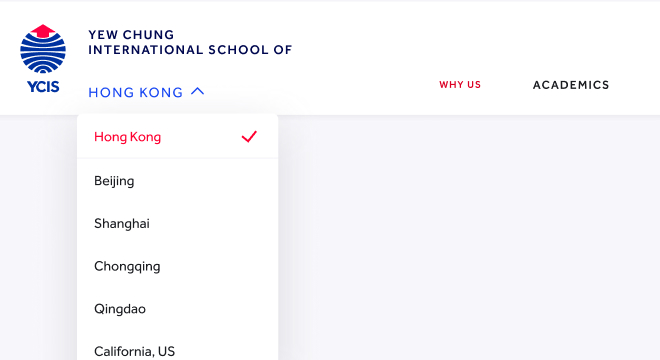 YEW CHUNG
INTERNATIONAL SCHOOL OF
YCIS
HONG KONG
WHY US
ACADEMICS
Hong Kong
Beijing
Shanghai
Chongqing
Qingdao
California, US